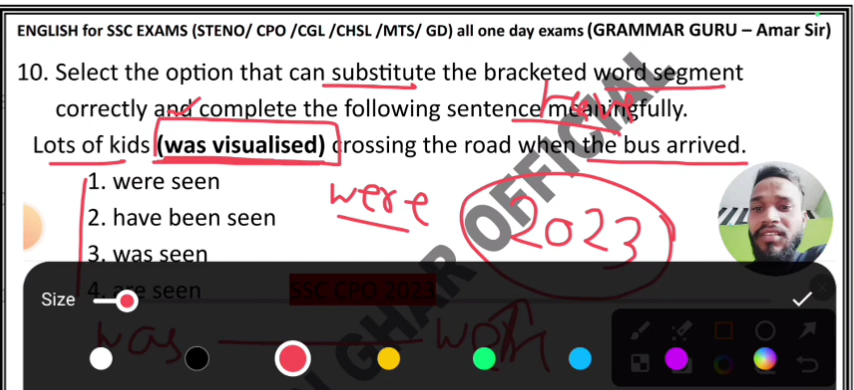 ENGLISH for SSC EXAMS (STENO/ CPO /CGL /CHSL /MTS/ GD) all one day exams (GRAMMAR GURU – Amar Sir)
10. Select the option that can substitute the bracketed word segment
correctly and complete the following sentence meaningfully.
Lots of kids (was visualised) crossing the road when the bus arrived.
1. were seen
2. have been seen
3. was seen
4. are seen
were
2023
SSC CPO 2023
GHAR OFFICIAL
Size
was